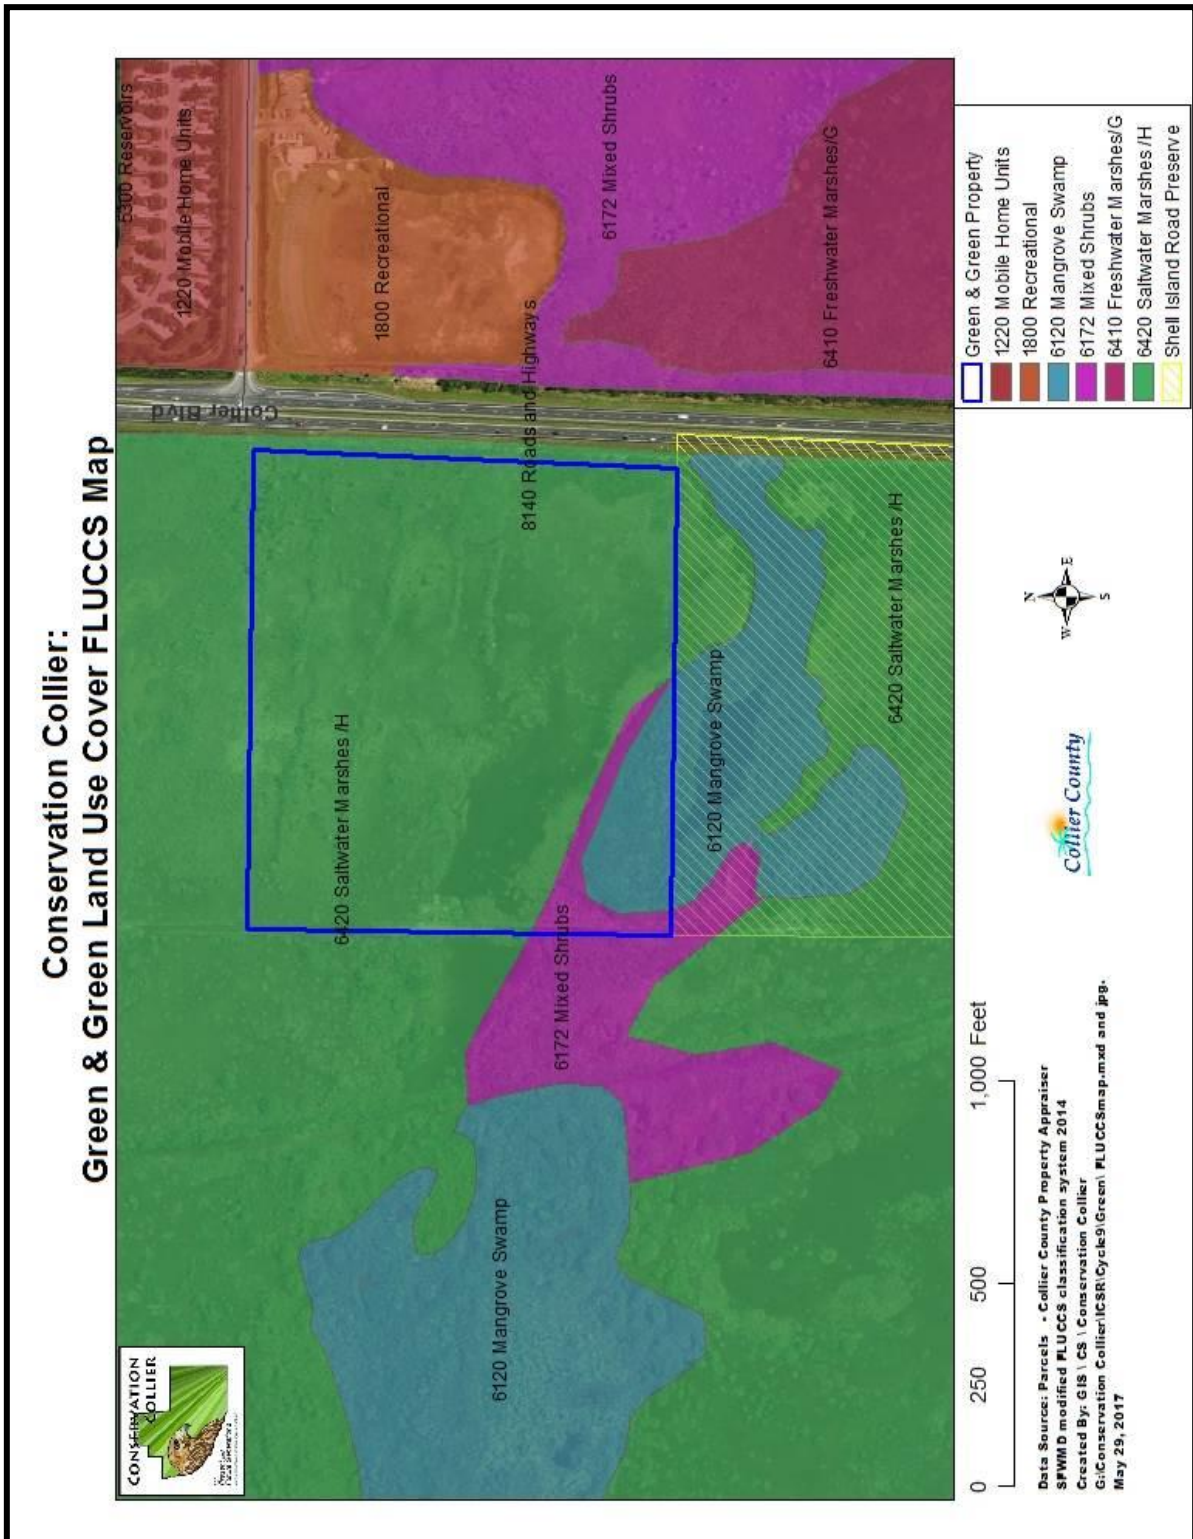 Conservation Collier:
Green & Green Land Use Cover FLUCCS Map
CONSERVATION
COLLIER
5300 Reservoirs
1220 Mobile Home Units
Collier Blvd
1800 Recreational
6420 Saltwater Marshes /H
8140 Roads and Highways
6172 Mixed Shrubs
6120 Mangrove Swamp
6172 Mixed Shrubs
6120 Mangrove Swamp
6410 Freshwater Marshes/G
6420 Saltwater Marshes /H
Green & Green Property
1220 Mobile Home Units
1800 Recreational
6120 Mangrove Swamp
6172 Mixed Shrubs
6410 Freshwater Marshes/G
6420 Saltwater Marshes /H
Shell Island Road Preserve
0 250 500 1,000 Feet
N
W E
S
Collier County
Data Source: Parcels - Collier County Property Appraiser
SFWMD modified FLUCCS classification system 2014
Created By: GIS \ CS \ Conservation Collier
G:\Conservation Collier\ICSR\Cycle9\Green\ FLUCCSmap.mxd and jpg.
May 29, 2017